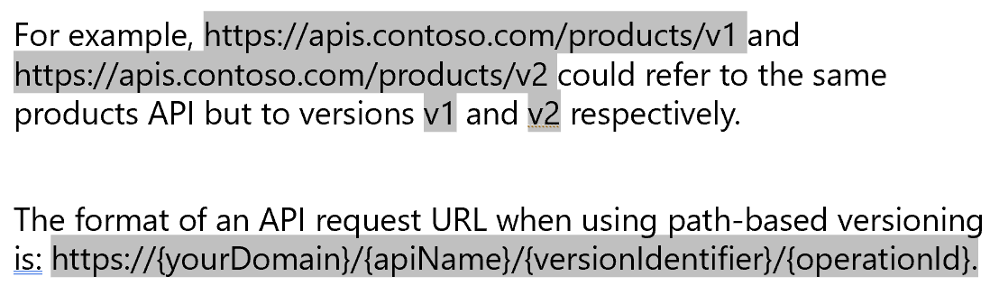 For example, https://apis.contoso.com/products/v1 and
https://apis.contoso.com/products/v2 could refer to the same
products API but to versions v1 and v2 respectively.
The format of an API request URL when using path-based versioning
is: https://{yourDomain}/{apiName}/{versionIdentifier}/{operationId}.